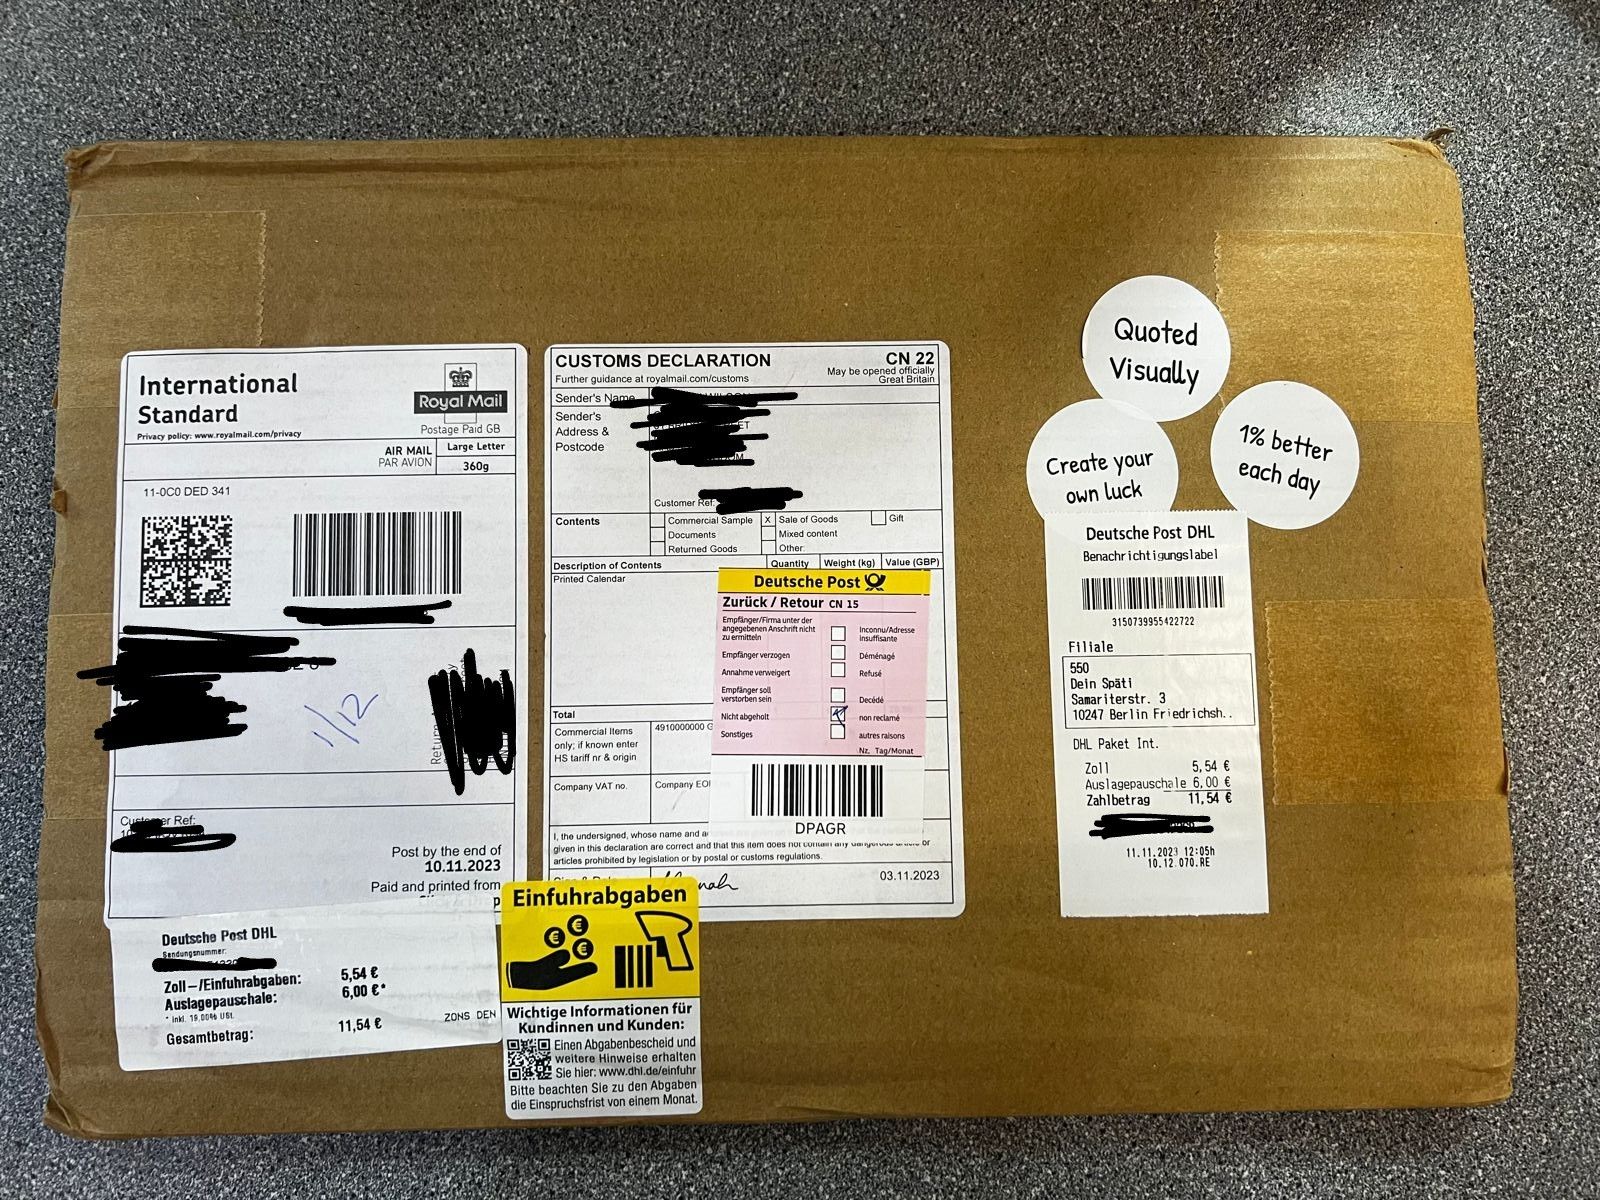 International
Standard
Royal Mail
Postage Paid GB
Privacy policy: www.royalmail.com/privacy
AIR MAIL
PAR AVION
Large Letter
360g
11-0C0 DED 341
1/12
Customer Ref:
Post by the end of
10.11.2023
Paid and printed from
Deutsche Post DHL
Sendungsnummer:
Zoll-/Einfuhrabgaben: 5,54 €
Auslagepauschale: 6,00 €*
* inkl. 19,00% USt.
Gesamtbetrag: 11,54 €
ZONS DEN
CUSTOMS DECLARATION
CN 22
Further guidance at royalmail.com/customs
May be opened officially
Great Britain
Sender's Name
Sender's
Address &
Postcode
Customer Ref:
Contents
Commercial Sample
X Sale of Goods
Gift
Documents
Mixed content
Returned Goods
Other:
Description of Contents
Quantity
Weight (kg)
Value (GBP)
Printed Calendar
Total
Commercial Items
only; if known enter
HS tariff nr & origin
4910000000 G
Company VAT no.
Company EO
I, the undersigned, whose name and
given in this declaration are correct and that this item does not contain any dangerous article or
articles prohibited by legislation or by postal or customs regulations.
03.11.2023
Deutsche Post
Zurück / Retour CN 15
Empfänger/Firma unter der
angegebenen Anschrift nicht
zu ermitteln
Inconnu/Adresse
insuffisante
Empfänger verzogen
Déménagé
Annahme verweigert
Refusé
Empfänger soll
verstorben sein
Decédé
Nicht abgeholt
non reclamé
Sonstiges
autres raisons
Nz. Tag/Monat
DPAGR
Einfuhrabgaben
Wichtige Informationen für
Kundinnen und Kunden:
Einen Abgabenbescheid und
weitere Hinweise erhalten
Sie hier: www.dhl.de/einfuhr
Bitte beachten Sie zu den Abgaben
die Einspruchsfrist von einem Monat.
Quoted
Visually
Create your
own luck
1% better
each day
Deutsche Post DHL
Benachrichtigungslabel
3150739955422722
Filiale
550
Dein Späti
Samariterstr. 3
10247 Berlin Friedrichsh..
DHL Paket Int.
Zoll 5,54 €
Auslagepauschale 6,00 €
Zahlbetrag 11,54 €
11.11.2023 12:05h
10.12.070.RE